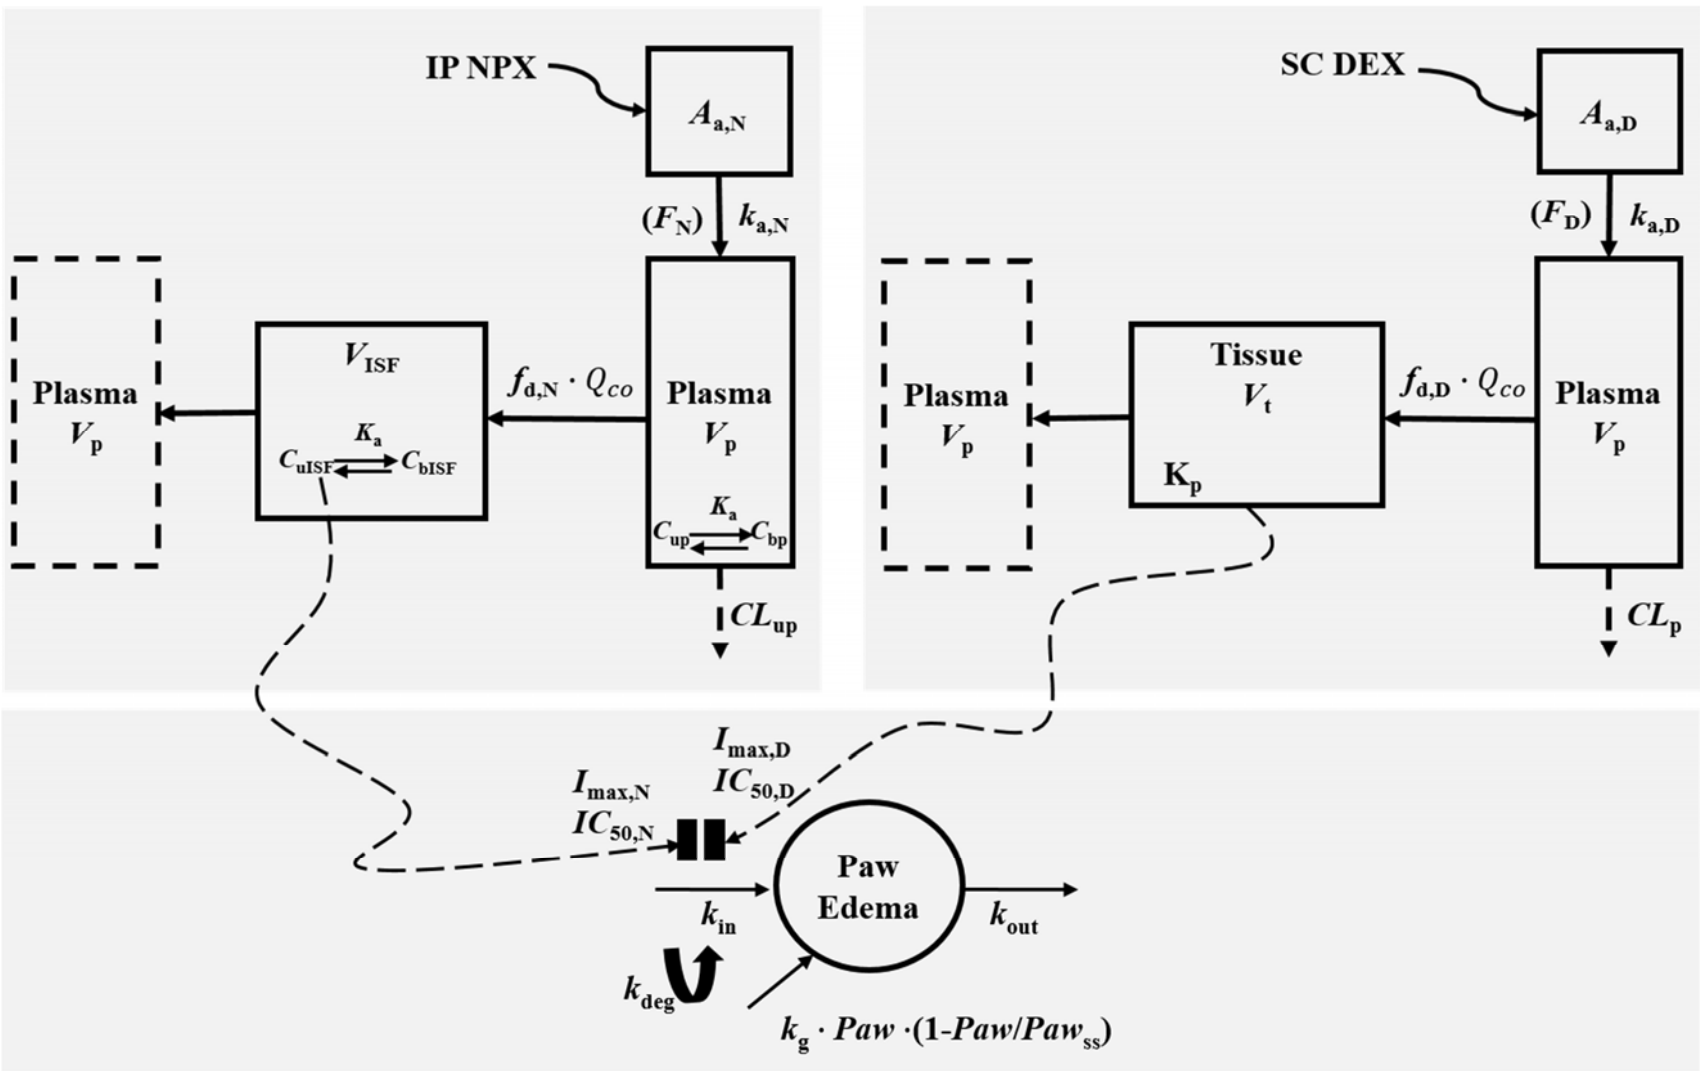 IP NPX
Aa,N
(FN) ka,N
Plasma
Vp
VISF
Ka
CuISF CbISF
fd,N · Qco
Plasma
Vp
Ka
Cup Cbp
CLup
SC DEX
Aa,D
(FD) ka,D
Plasma
Vp
Tissue
Vt
Kp
fd,D · Qco
Plasma
Vp
CLp
Imax,D
IC50,D
Imax,N
IC50,N
Paw
Edema
kin
kout
kdeg
kg · Paw ·(1-Paw/Pawss)